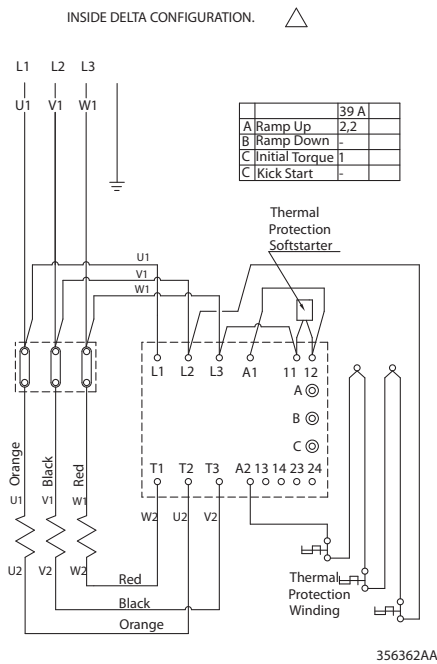 INSIDE DELTA CONFIGURATION.
L1 L2 L3
U1 V1 W1
39 A
A Ramp Up 2,2
B Ramp Down -
C Initial Torque 1
C Kick Start -
Thermal
Protection
Softstarter
U1
V1
W1
L1 L2 L3 A1 11 12
A
B
C
Orange
Black
Red
T1 T2 T3 A2 13 14 23 24
U1 V1 W1
W2 U2 V2
U2 V2 W2
Red
Black
Orange
Thermal
Protection
Winding
356362AA